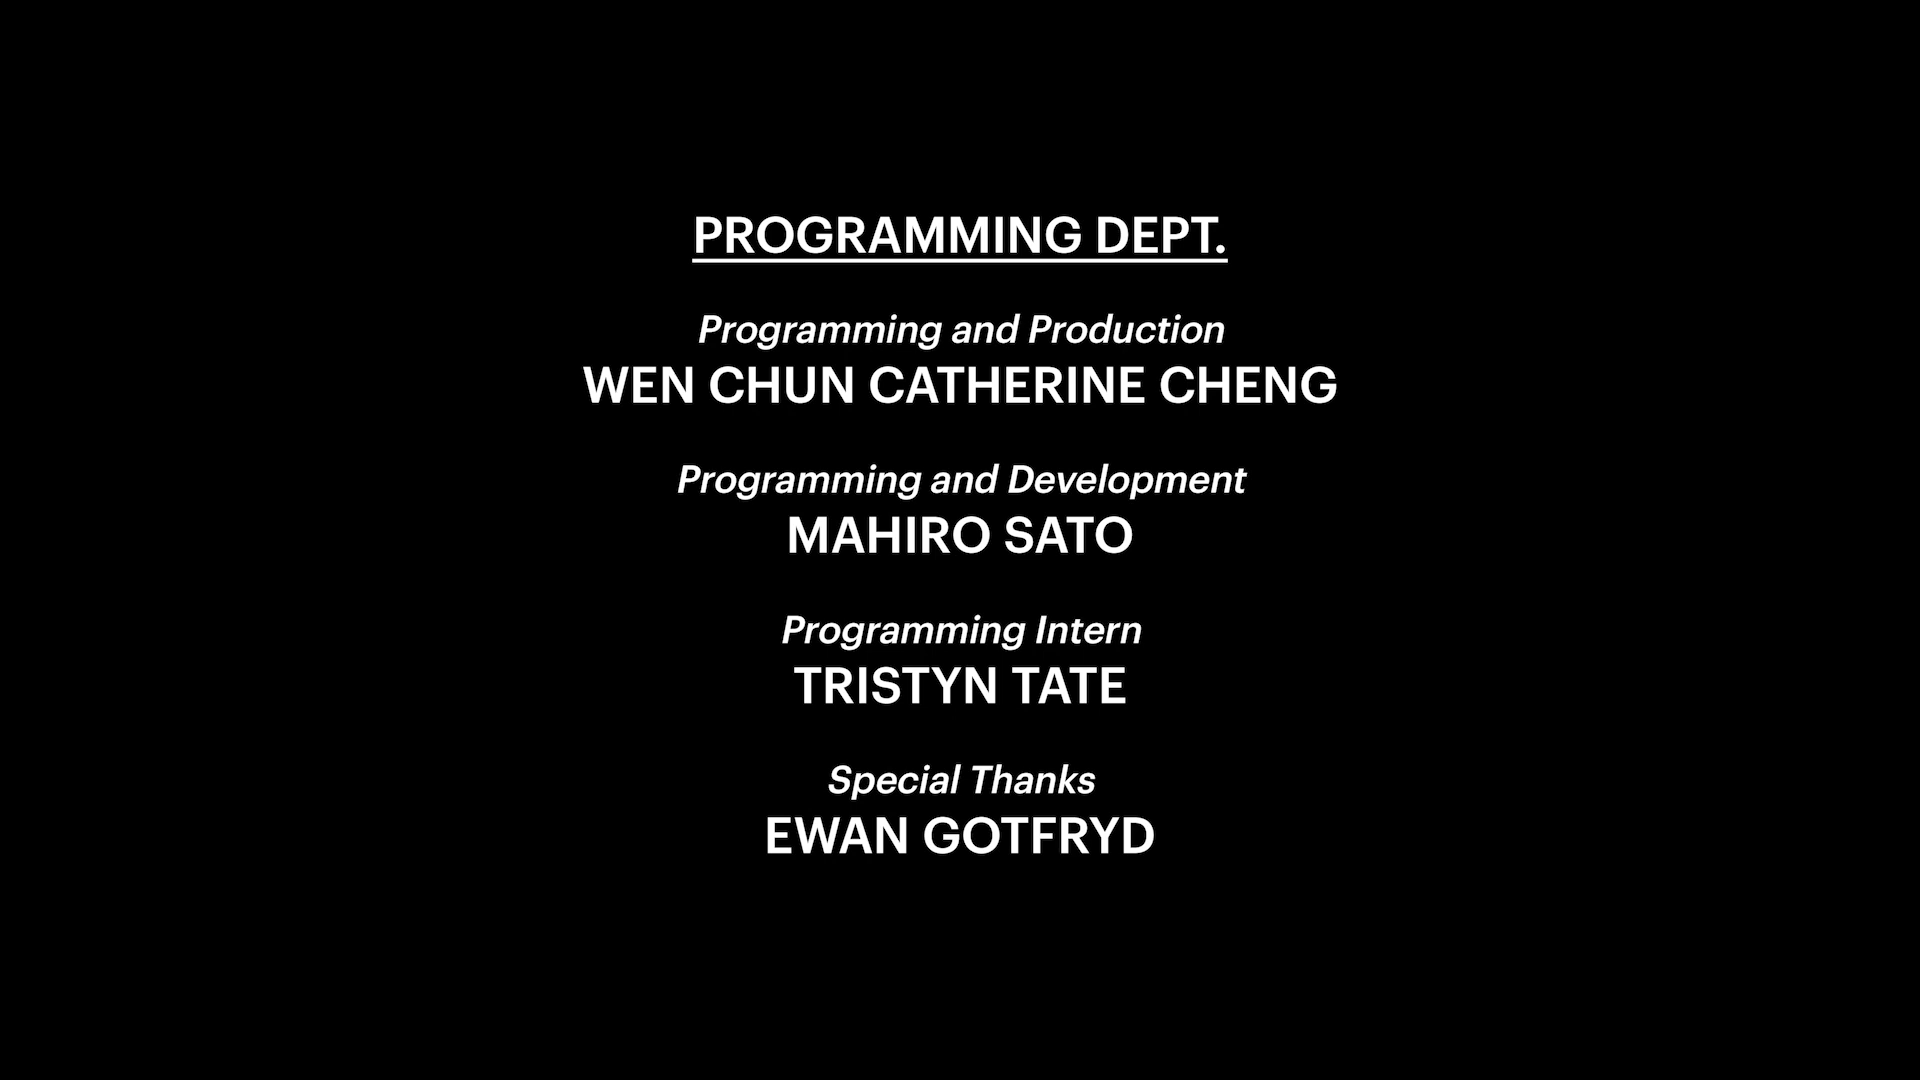 PROGRAMMING DEPT.
Programming and Production
WEN CHUN CATHERINE CHENG
Programming and Development
MAHIRO SATO
Programming Intern
TRISTYN TATE
Special Thanks
EWAN GOTFRYD